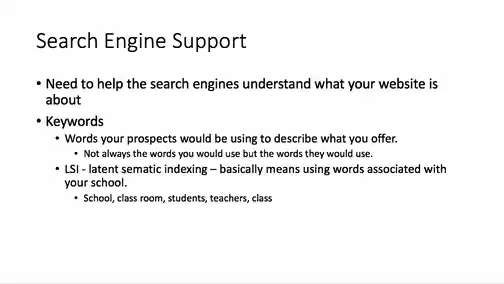 Search Engine Support
• Need to help the search engines understand what your website is
about
• Keywords
• Words your prospects would be using to describe what you offer.
• Not always the words you would use but the words they would use.
• LSI - latent sematic indexing – basically means using words associated with
your school.
• School, class room, students, teachers, class